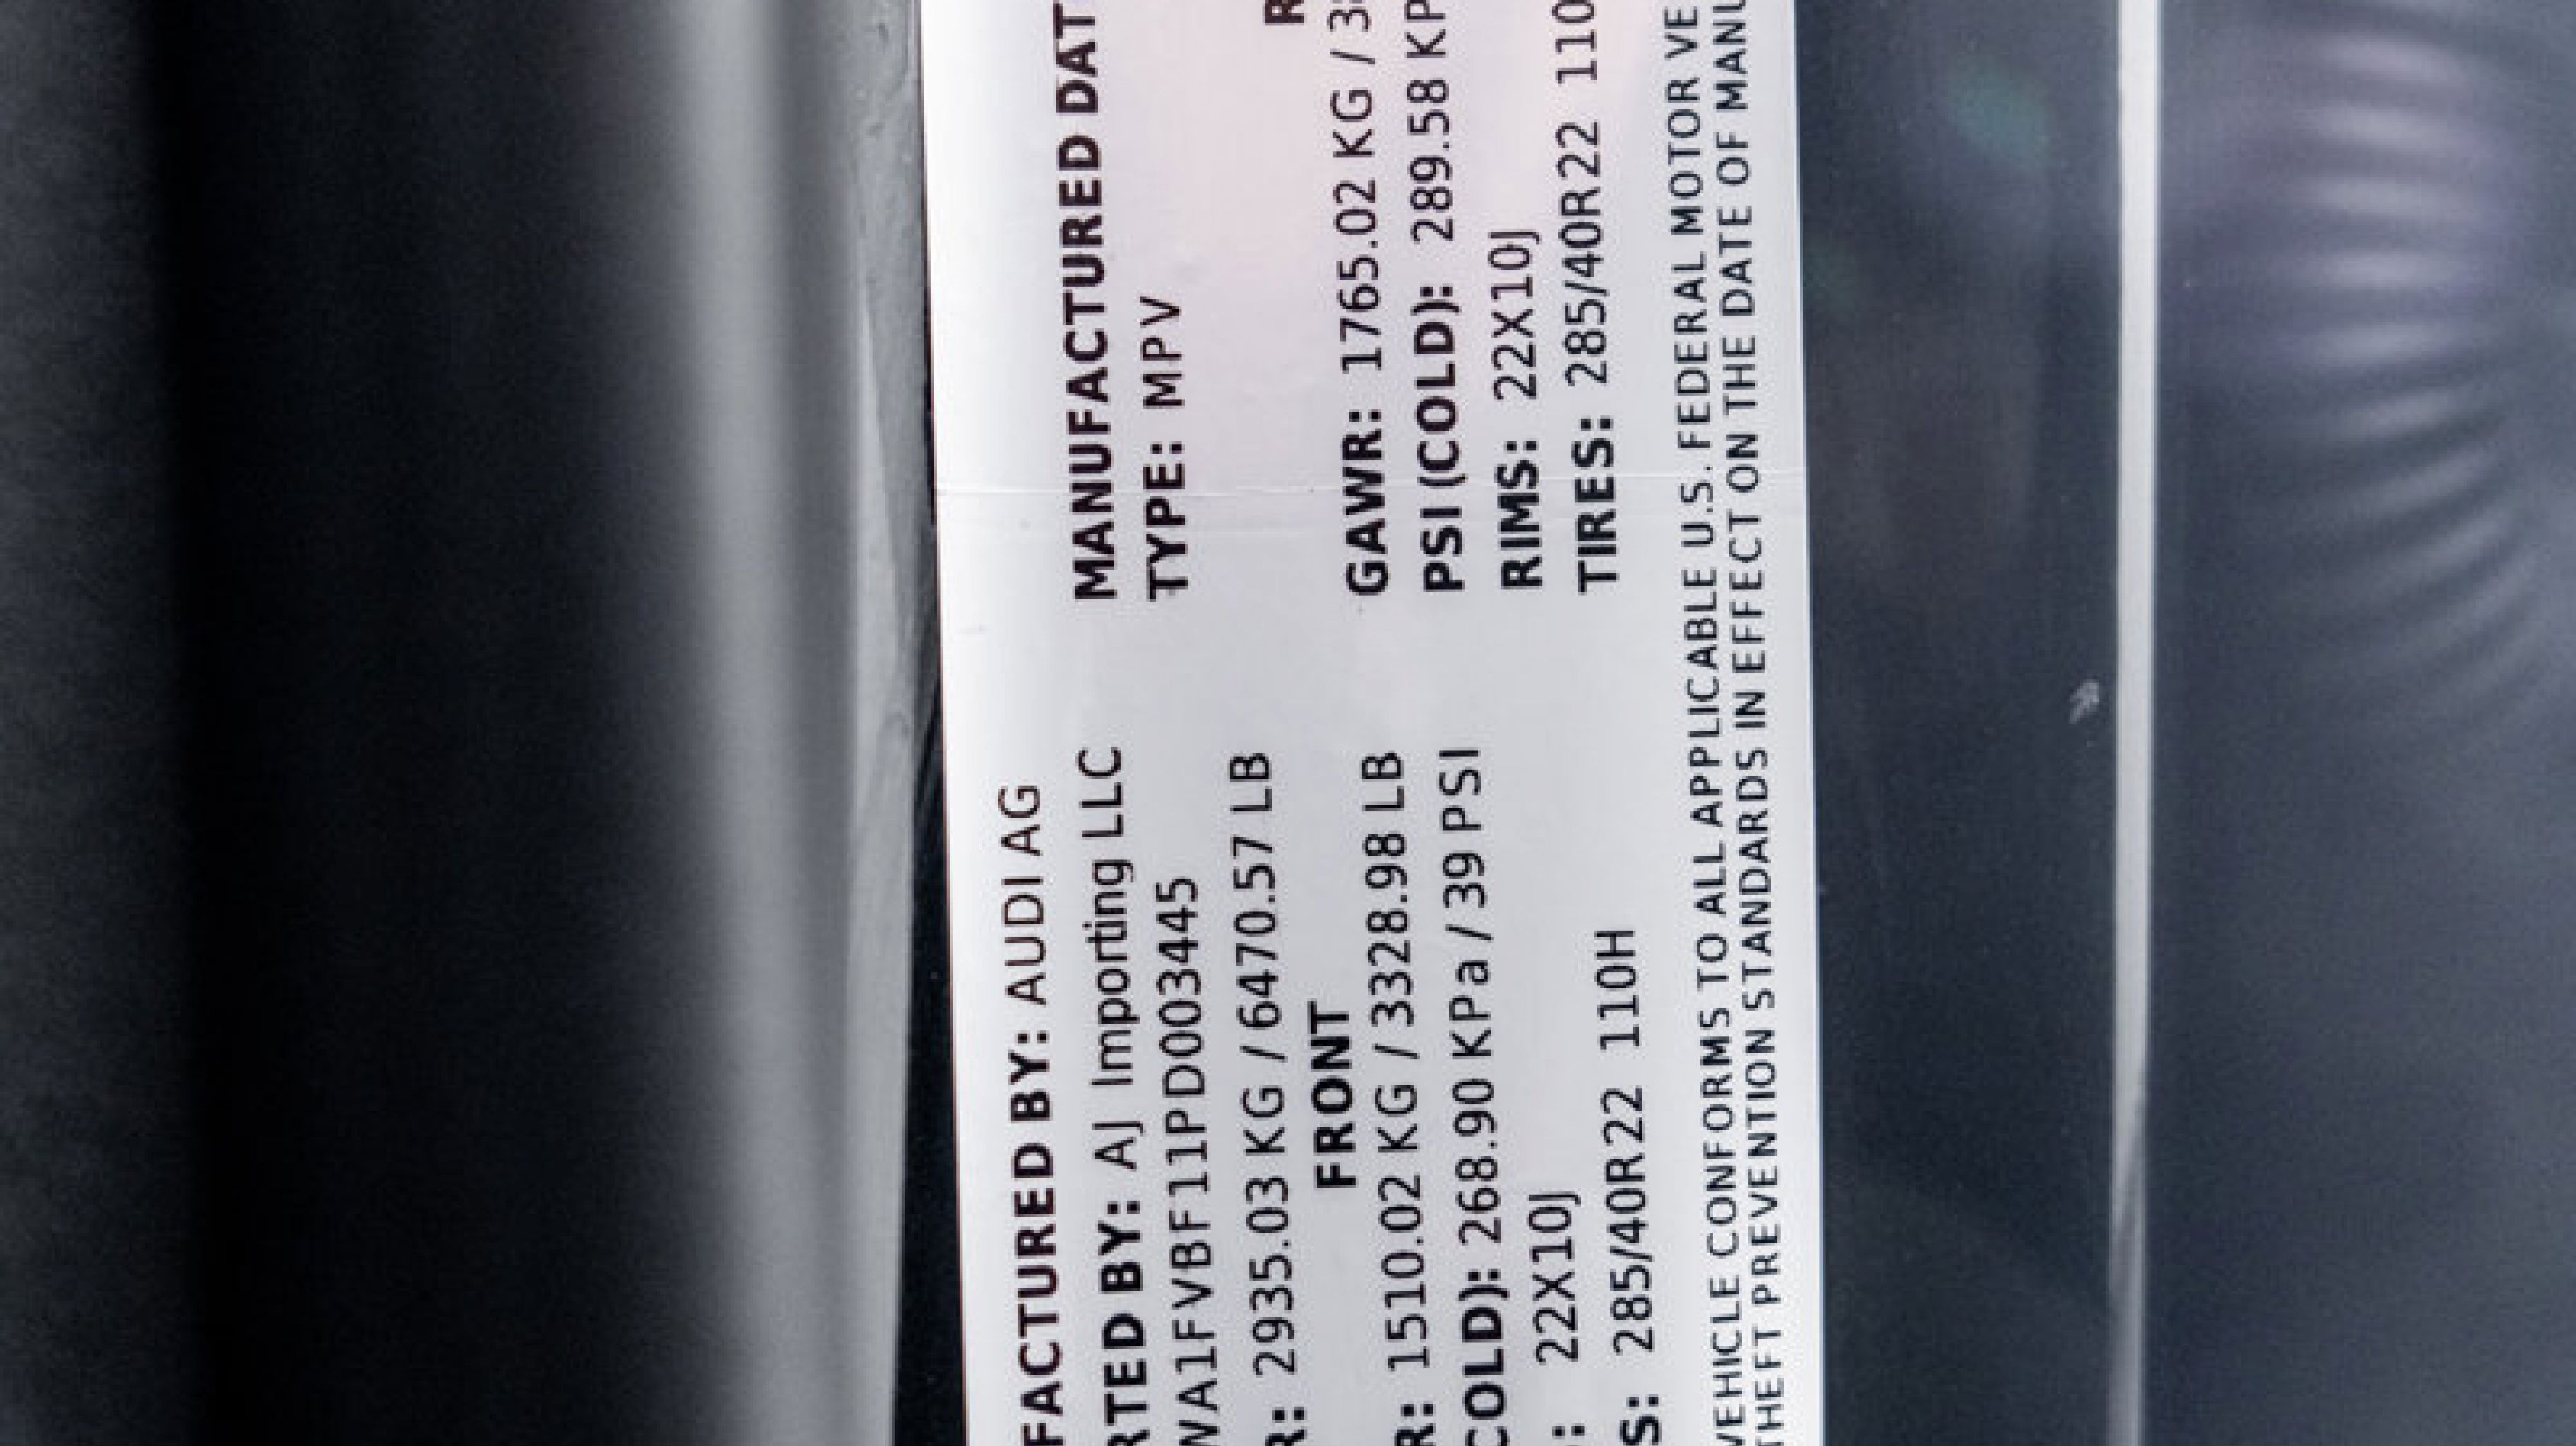 FACTURED BY: AUDI AG
RTED BY: AJ Importing LLC
MANUFACTURED DAT
WA1FVBF11PD003445
TYPE: MPV
R: 2935.03 KG / 6470.57 LB
FRONT
R
R: 1510.02 KG / 3328.98 LB
GAWR: 1765.02 KG / 3
COLD): 268.90 KPa / 39 PSI
PSI (COLD): 289.58 KP
: 22X10J
RIMS: 22X10J
S: 285/40R22 110H
TIRES: 285/40R22 110
VEHICLE CONFORMS TO ALL APPLICABLE U.S. FEDERAL MOTOR VE
THEFT PREVENTION STANDARDS IN EFFECT ON THE DATE OF MANU